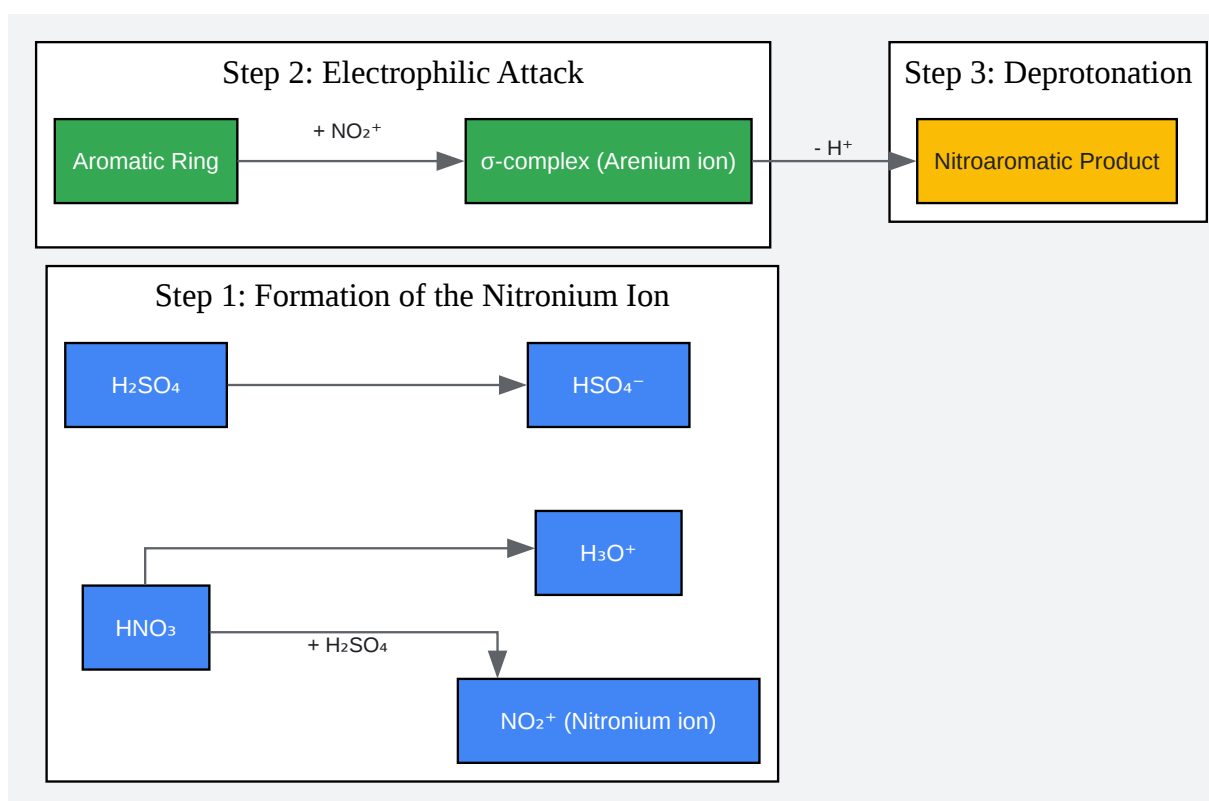 Step 2: Electrophilic Attack
Aromatic Ring
+ NO₂⁺
σ-complex (Arenium ion)
- H⁺
Step 3: Deprotonation
Nitroaromatic Product
Step 1: Formation of the Nitronium Ion
H₂SO₄
HSO₄⁻
H₃O⁺
HNO₃
+ H₂SO₄
NO₂⁺ (Nitronium ion)